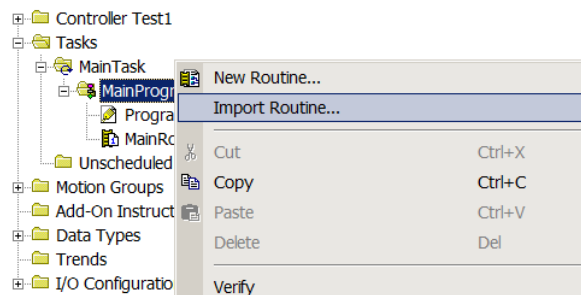 Controller Test1
Tasks
MainTask
MainProgr
Progra
MainRo
Unscheduled
Motion Groups
Add-On Instruct
Data Types
Trends
I/O Configuratio
New Routine...
Import Routine...
Cut Ctrl+X
Copy Ctrl+C
Paste Ctrl+V
Delete Del
Verify